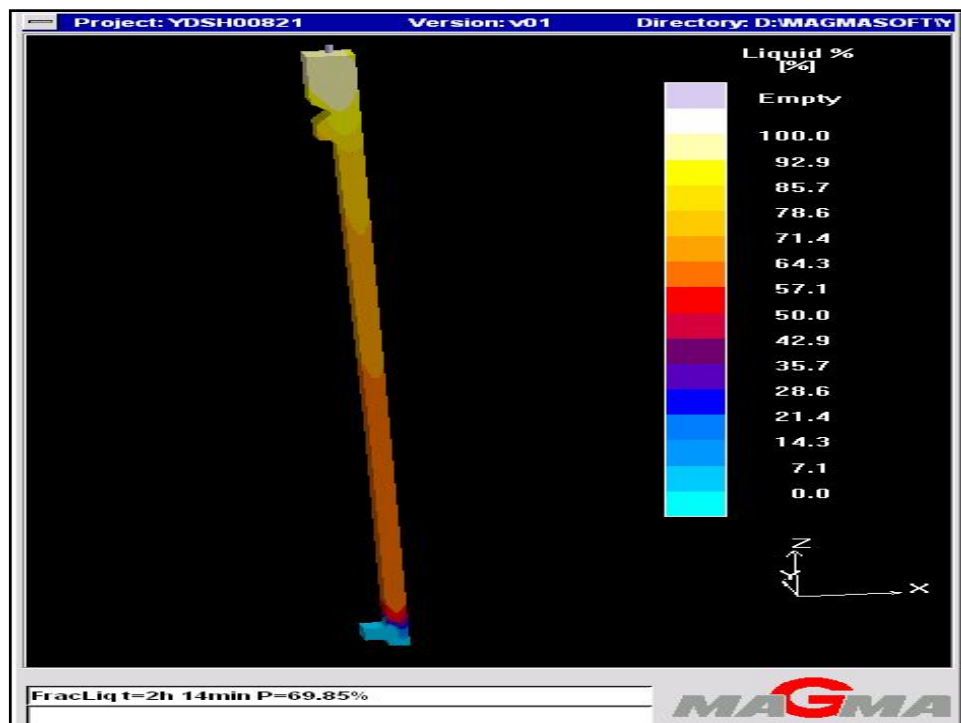 Project: YDSH00821 Version: v01 Directory: D:\MAGMASOFT\Y
Liquid %
[%]
Empty
100.0
92.9
85.7
78.6
71.4
64.3
57.1
50.0
42.9
35.7
28.6
21.4
14.3
7.1
0.0
Z
Y
X
FracLiq t=2h 14min P=69.85%
MAGMA